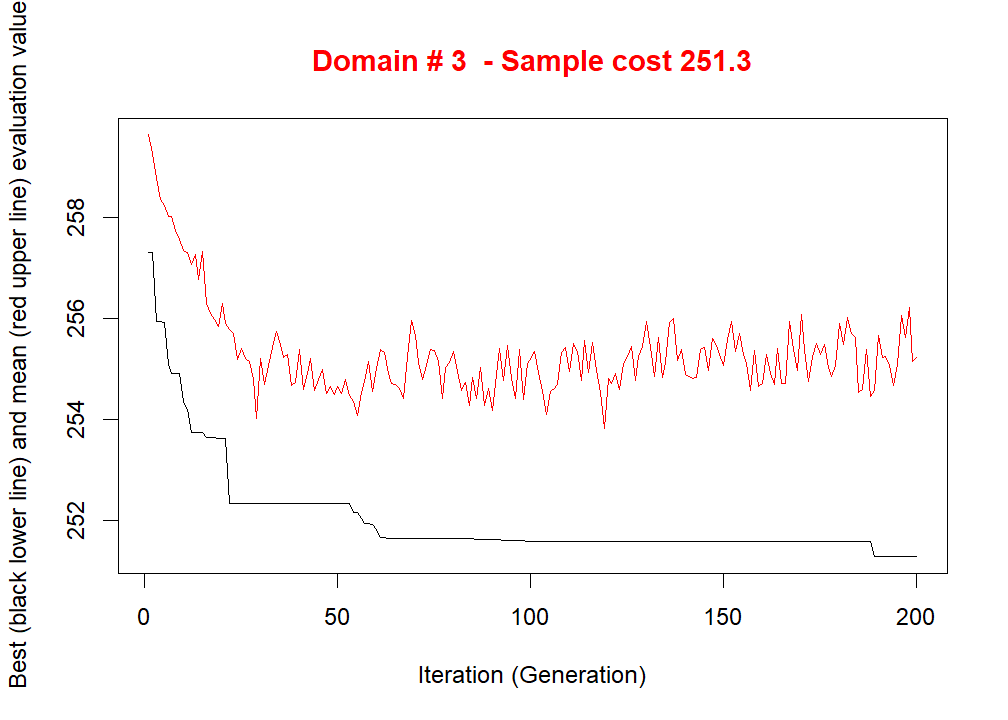 Domain # 3  - Sample cost 251.3
Best (black lower line) and mean (red upper line) evaluation value
258
256
254
252
0 50 100 150 200
Iteration (Generation)